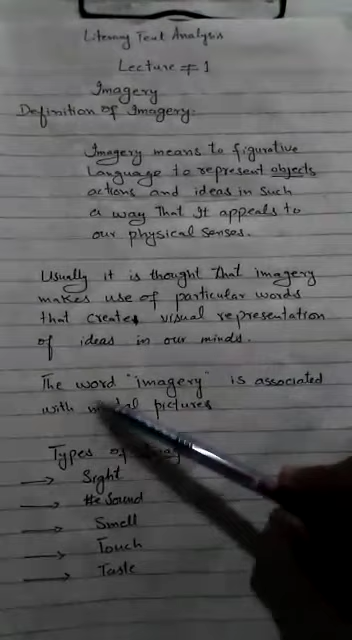 Literary Text Analysis
Lecture # 1
Imagery
Definition of Imagery:
Imagery means to figurative
language to represent objects
actions and ideas in such
a way That It appeals to
our physical senses.
Usually it is thought That imagery
makes use of particular words
that creates visual representation
of ideas in our minds.
The word "imagery" is associated
with pictures
Types of
Sight
Sound
Smell
Touch
Taste